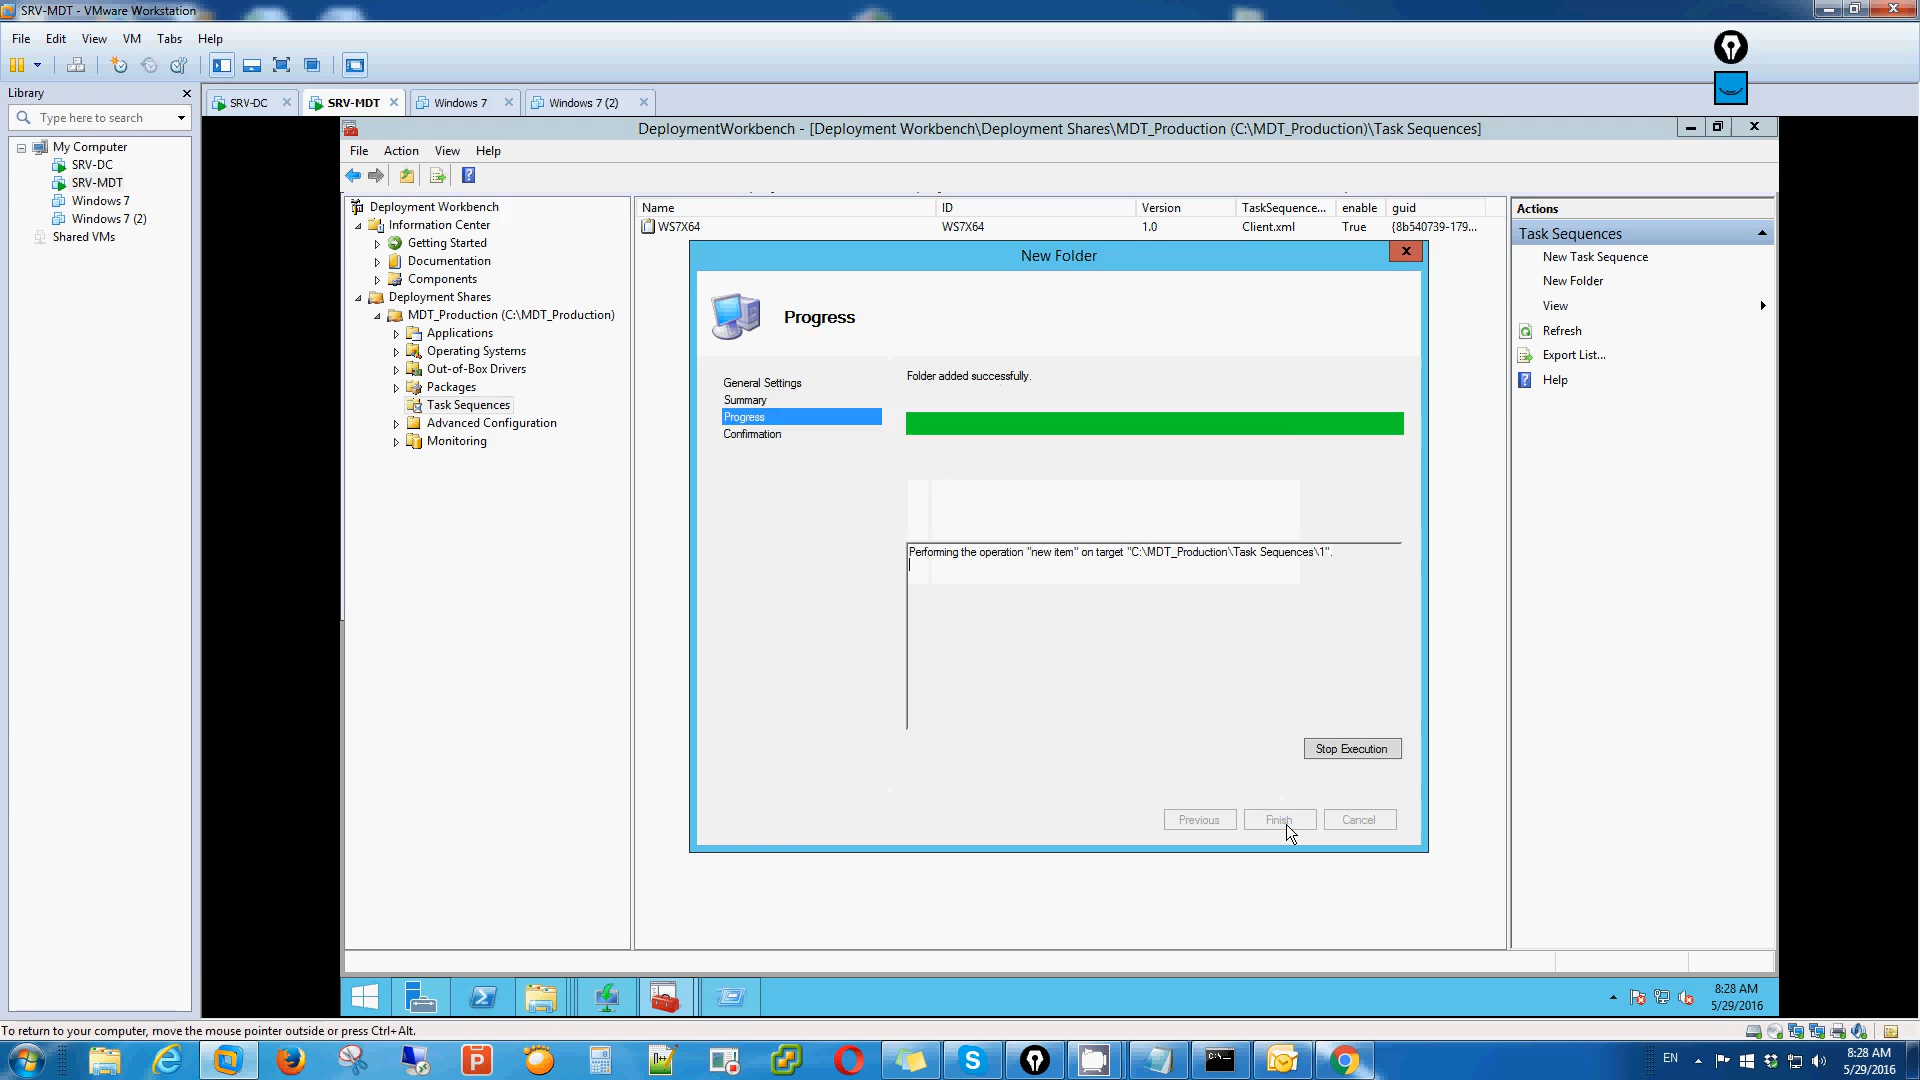 SRV-MDT - VMware Workstation
File Edit View VM Tabs Help
Library
Type here to search
My Computer
SRV-DC
SRV-MDT
Windows 7
Windows 7 (2)
Shared VMs
SRV-DC SRV-MDT Windows 7 Windows 7 (2)
DeploymentWorkbench - [Deployment Workbench\Deployment Shares\MDT_Production (C:\MDT_Production)\Task Sequences]
File Action View Help
Deployment Workbench
Information Center
Getting Started
Documentation
Components
Deployment Shares
MDT_Production (C:\MDT_Production)
Applications
Operating Systems
Out-of-Box Drivers
Packages
Task Sequences
Advanced Configuration
Monitoring
Name ID Version TaskSequence... enable guid
WS7X64 WS7X64 1.0 Client.xml True {8b540739-179...
New Folder
Progress
General Settings
Summary
Progress
Confirmation
Folder added successfully.
Performing the operation "new item" on target "C:\MDT_Production\Task Sequences\1".
Stop Execution
Previous Finish Cancel
Actions
Task Sequences
New Task Sequence
New Folder
View
Refresh
Export List...
Help
8:28 AM
5/29/2016
To return to your computer, move the mouse pointer outside or press Ctrl+Alt.
EN
8:28 AM
5/29/2016